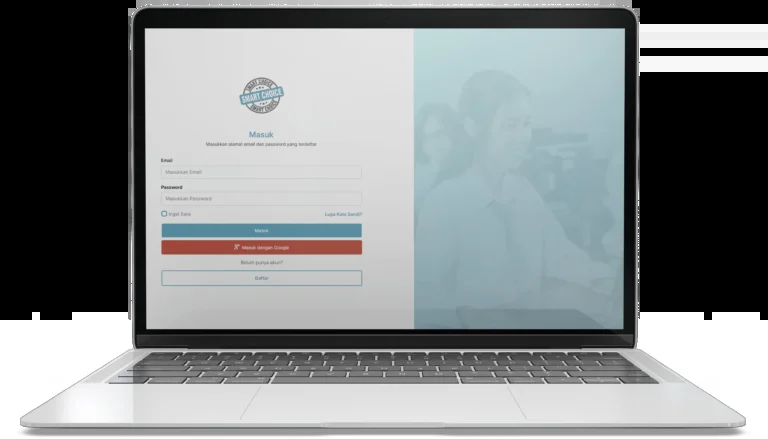 SMART CHOICE
SMART CHOICE
SMART CHOICE
Masuk
Masukkan alamat email dan password yang terdaftar
Email
Masukkan Email
Password
Masukkan Password
Ingat Saya
Lupa Kata Sandi?
Masuk
Masuk dengan Google
Belum punya akun?
Daftar